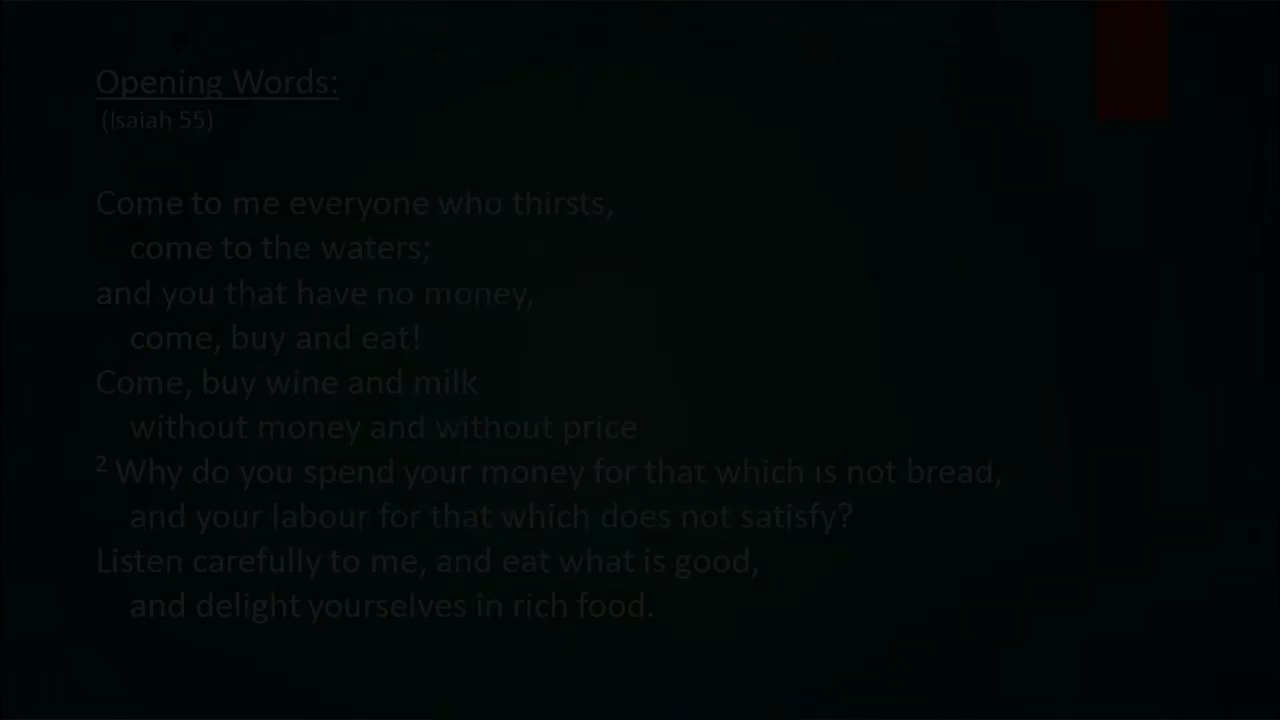 Opening Words:
(Isaiah 55)
Come to me everyone who thirsts,
come to the waters;
and you that have no money,
come, buy and eat!
Come, buy wine and milk
without money and without price
2 Why do you spend your money for that which is not bread,
and your labour for that which does not satisfy?
Listen carefully to me, and eat what is good,
and delight yourselves in rich food.